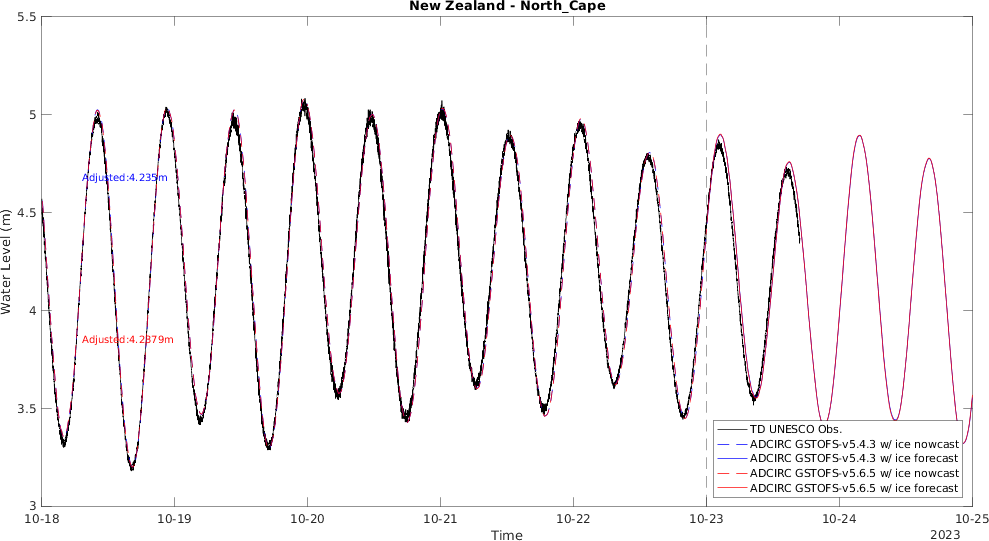 New Zealand - North_Cape
5.5
5
4.5
4
3.5
3
Water Level (m)
Adjusted:4.235m
Adjusted:4.2379m
TD UNESCO Obs.
ADCIRC GSTOFS-v5.4.3 w/ ice nowcast
ADCIRC GSTOFS-v5.4.3 w/ ice forecast
ADCIRC GSTOFS-v5.6.5 w/ ice nowcast
ADCIRC GSTOFS-v5.6.5 w/ ice forecast
10-18 10-19 10-20 10-21 10-22 10-23 10-24 10-25
Time
2023